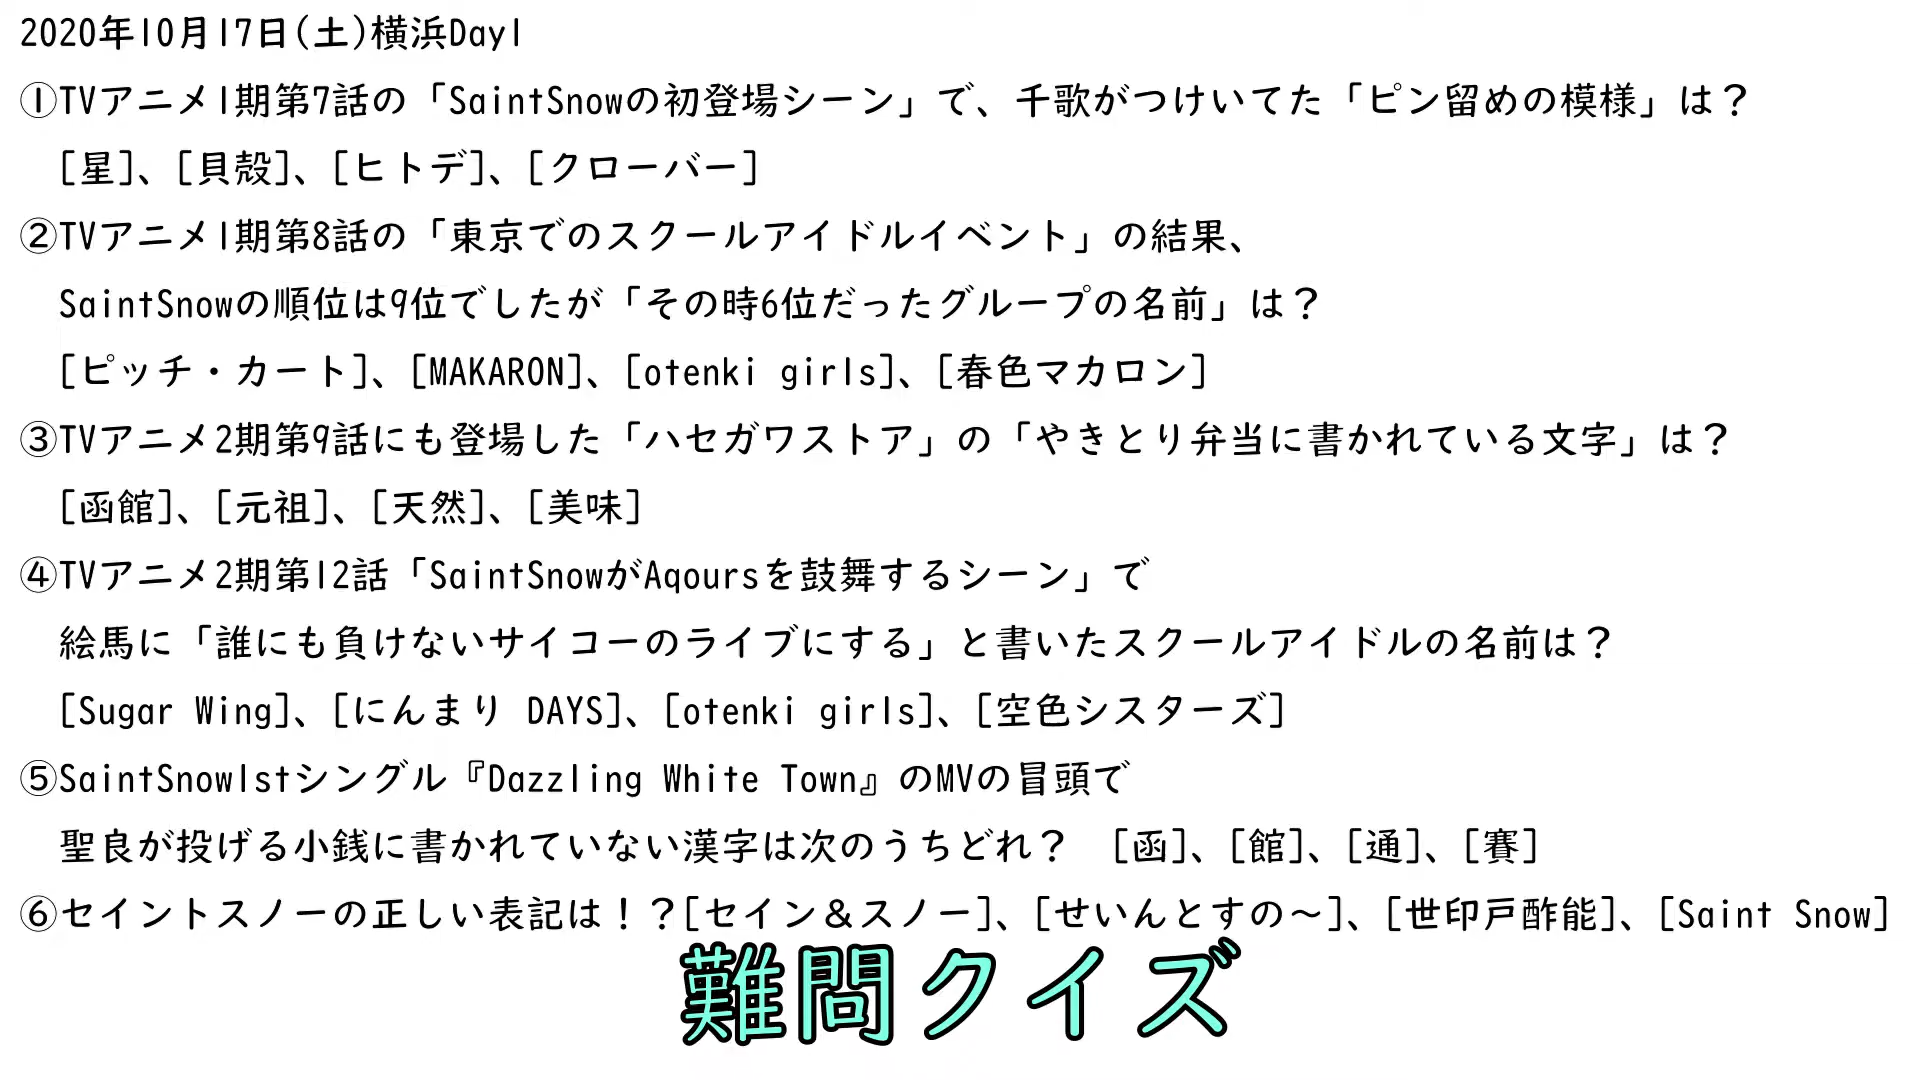 2020年10月17日(土)横浜Day1
①TVアニメ1期第7話の「SaintSnowの初登場シーン」で、千歌がつけいてた「ピン留めの模様」は？
[星]、[貝殻]、[ヒトデ]、[クローバー]
②TVアニメ1期第8話の「東京でのスクールアイドルイベント」の結果、
SaintSnowの順位は9位でしたが「その時6位だったグループの名前」は？
[ピッチ・カート]、[MAKARON]、[otenki girls]、[春色マカロン]
③TVアニメ2期第9話にも登場した「ハセガワストア」の「やきとり弁当に書かれている文字」は？
[函館]、[元祖]、[天然]、[美味]
④TVアニメ2期第12話「SaintSnowがAqoursを鼓舞するシーン」で
絵馬に「誰にも負けないサイコーのライブにする」と書いたスクールアイドルの名前は？
[Sugar Wing]、[にんまり DAYS]、[otenki girls]、[空色シスターズ]
⑤SaintSnow1stシングル『Dazzling White Town』のMVの冒頭で
聖良が投げる小銭に書かれていない漢字は次のうちどれ？　[函]、[館]、[通]、[賽]
⑥セイントスノーの正しい表記は！？[セイン＆スノー]、[せいんとすの～]、[世印戸酢能]、[Saint Snow]
難問クイズ